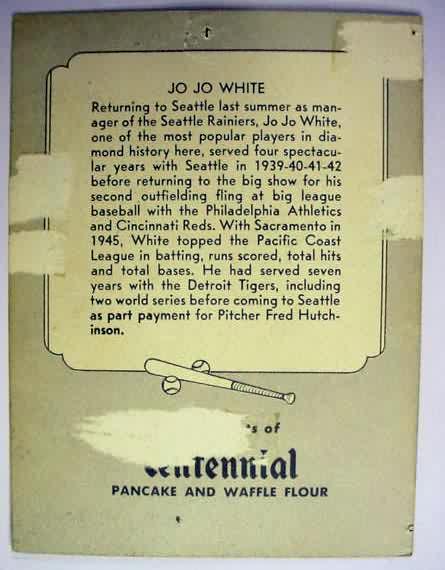 JO JO WHITE
Returning to Seattle last summer as man-
ager of the Seattle Rainiers, Jo Jo White,
one of the most popular players in dia-
mond history here, served four spectacu-
lar years with Seattle in 1939-40-41-42
before returning to the big show for his
second outfielding fling at big league
baseball with the Philadelphia Athletics
and Cincinnati Reds. With Sacramento in
1945, White topped the Pacific Coast
League in batting, runs scored, total hits
and total bases. He had served seven
years with the Detroit Tigers, including
two world series before coming to Seattle
as part payment for Pitcher Fred Hutch-
inson.
of
Centennial
PANCAKE AND WAFFLE FLOUR